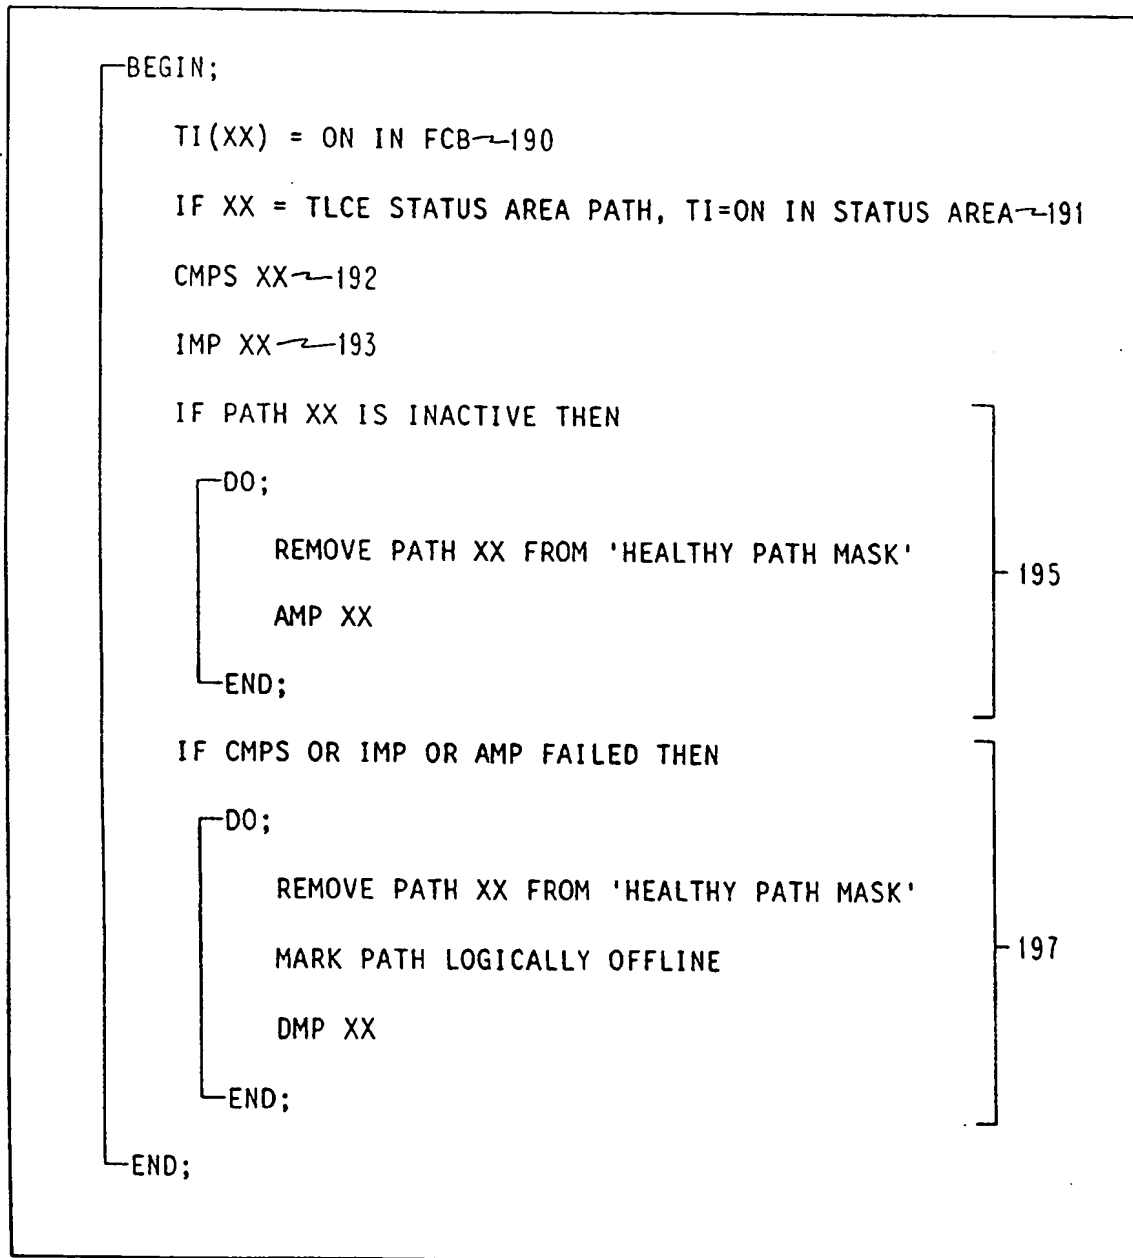 BEGIN;
TI(XX) = ON IN FCB 190
IF XX = TLCE STATUS AREA PATH, TI=ON IN STATUS AREA 191
CMPS XX 192
IMP XX 193
IF PATH XX IS INACTIVE THEN
DO;
REMOVE PATH XX FROM 'HEALTHY PATH MASK'
195
AMP XX
END;
IF CMPS OR IMP OR AMP FAILED THEN
DO;
REMOVE PATH XX FROM 'HEALTHY PATH MASK'
MARK PATH LOGICALLY OFFLINE
197
DMP XX
END;
END;